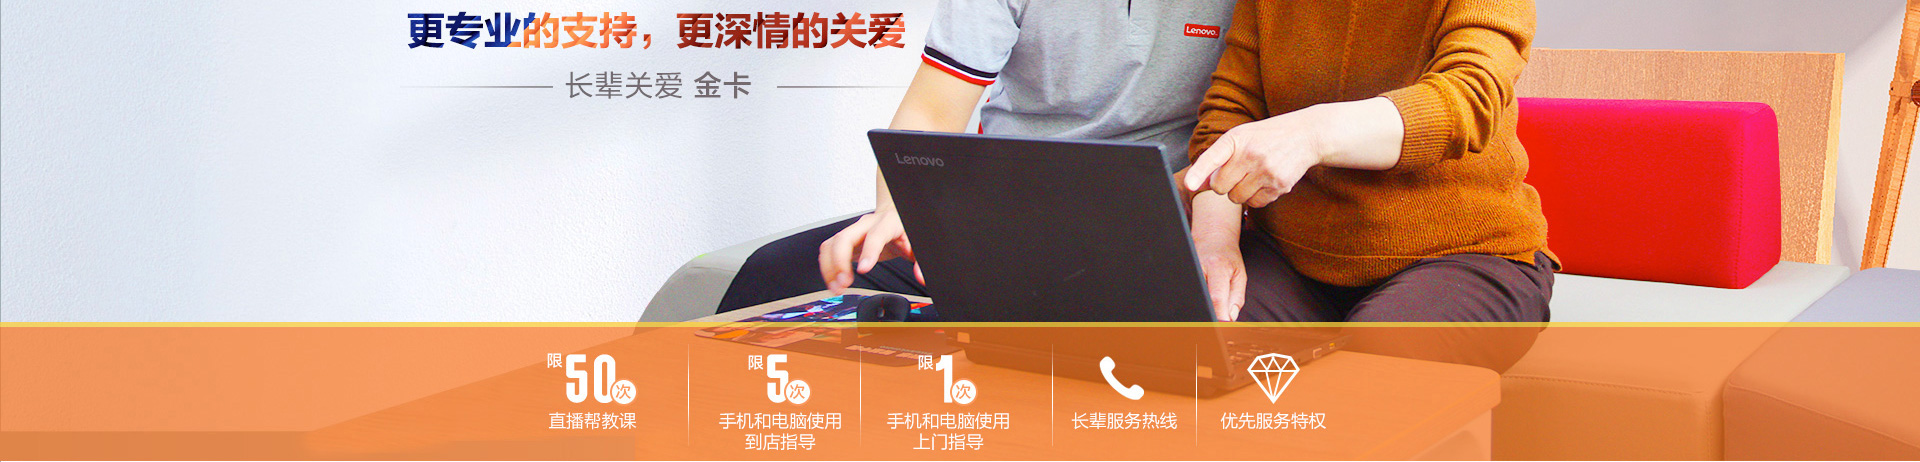 更专业的支持，更深情的关爱
长辈关爱 金卡
Lenovo
Lenovo
限50次
直播帮教课
限5次
手机和电脑使用
到店指导
限1次
手机和电脑使用
上门指导
长辈服务热线
优先服务特权